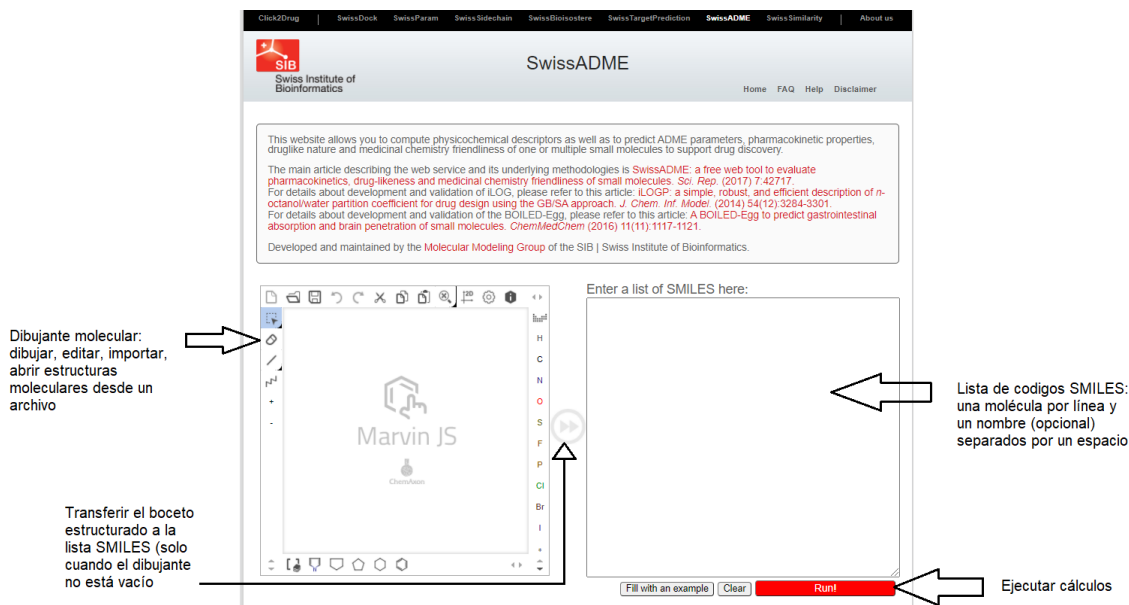 Click2Drug | SwissDock SwissParam SwissSidechain SwissBioisostere SwissTargetPrediction SwissADME SwissSimilarity | About us
SIB
Swiss Institute of
Bioinformatics
SwissADME
Home FAQ Help Disclaimer
This website allows you to compute physicochemical descriptors as well as to predict ADME parameters, pharmacokinetic properties,
druglike nature and medicinal chemistry friendliness of one or multiple small molecules to support drug discovery.
The main article describing the web service and its underlying methodologies is SwissADME: a free web tool to evaluate
pharmacokinetics, drug-likeness and medicinal chemistry friendliness of small molecules. Sci. Rep. (2017) 7:42717.
For details about development and validation of iLOG, please refer to this article: iLOGP: a simple, robust, and efficient description of n-
octanol/water partition coefficient for drug design using the GB/SA approach. J. Chem. Inf. Model. (2014) 54(12):3284-3301.
For details about development and validation of the BOILED-Egg, please refer to this article: A BOILED-Egg to predict gastrointestinal
absorption and brain penetration of small molecules. ChemMedChem (2016) 11(11):1117-1121.
Developed and maintained by the Molecular Modeling Group of the SIB | Swiss Institute of Bioinformatics.
Dibujante molecular:
dibujar, editar, importar,
abrir estructuras
moleculares desde un
archivo
Transferir el boceto
estructurado a la
lista SMILES (solo
cuando el dibujante
no está vacío
2D
+
-
Marvin JS
ChemAxon
H
C
N
O
S
F
P
Cl
Br
I
*
Enter a list of SMILES here:
Fill with an example Clear Run!
Lista de codigos SMILES:
una molécula por línea y
un nombre (opcional)
separados por un espacio
Ejecutar cálculos